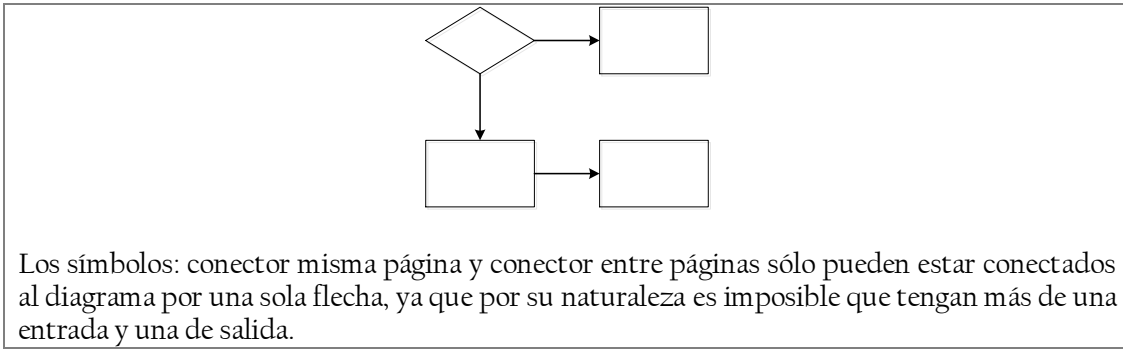 Los símbolos: conector misma página y conector entre páginas sólo pueden estar conectados
al diagrama por una sola flecha, ya que por su naturaleza es imposible que tengan más de una
entrada y una de salida.